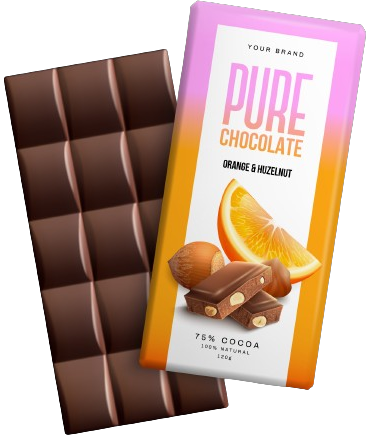 YOUR BRAND
PURE
CHOCOLATE
ORANGE & HUZELNUT
75% COCOA
100% NATURAL
120g